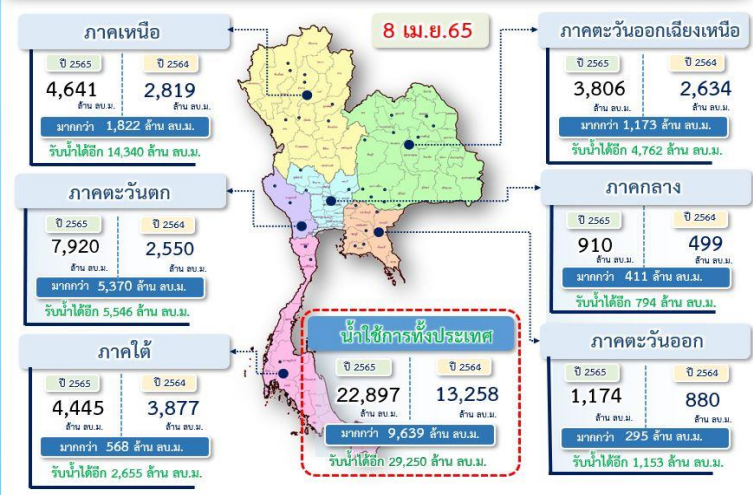 8 เม.ย.65
ภาคเหนือ
ปี 2565 ปี 2564
4,641 2,819
ล้าน ลบ.ม. ล้าน ลบ.ม.
มากกว่า 1,822 ล้าน ลบ.ม.
รับน้ำได้อีก 14,340 ล้าน ลบ.ม.
ภาคตะวันออกเฉียงเหนือ
ปี 2565 ปี 2564
3,806 2,634
ล้าน ลบ.ม. ล้าน ลบ.ม.
มากกว่า 1,173 ล้าน ลบ.ม.
รับน้ำได้อีก 4,762 ล้าน ลบ.ม.
ภาคตะวันตก
ปี 2565 ปี 2564
7,920 2,550
ล้าน ลบ.ม. ล้าน ลบ.ม.
มากกว่า 5,370 ล้าน ลบ.ม.
รับน้ำได้อีก 5,546 ล้าน ลบ.ม.
ภาคกลาง
ปี 2565 ปี 2564
910 499
ล้าน ลบ.ม. ล้าน ลบ.ม.
มากกว่า 411 ล้าน ลบ.ม.
รับน้ำได้อีก 794 ล้าน ลบ.ม.
ภาคใต้
ปี 2565 ปี 2564
4,445 3,877
ล้าน ลบ.ม. ล้าน ลบ.ม.
มากกว่า 568 ล้าน ลบ.ม.
รับน้ำได้อีก 2,655 ล้าน ลบ.ม.
น้ำใช้การทั้งประเทศ
ปี 2565 ปี 2564
22,897 13,258
ล้าน ลบ.ม. ล้าน ลบ.ม.
มากกว่า 9,639 ล้าน ลบ.ม.
รับน้ำได้อีก 29,250 ล้าน ลบ.ม.
ภาคตะวันออก
ปี 2565 ปี 2564
1,174 880
ล้าน ลบ.ม. ล้าน ลบ.ม.
มากกว่า 295 ล้าน ลบ.ม.
รับน้ำได้อีก 1,153 ล้าน ลบ.ม.